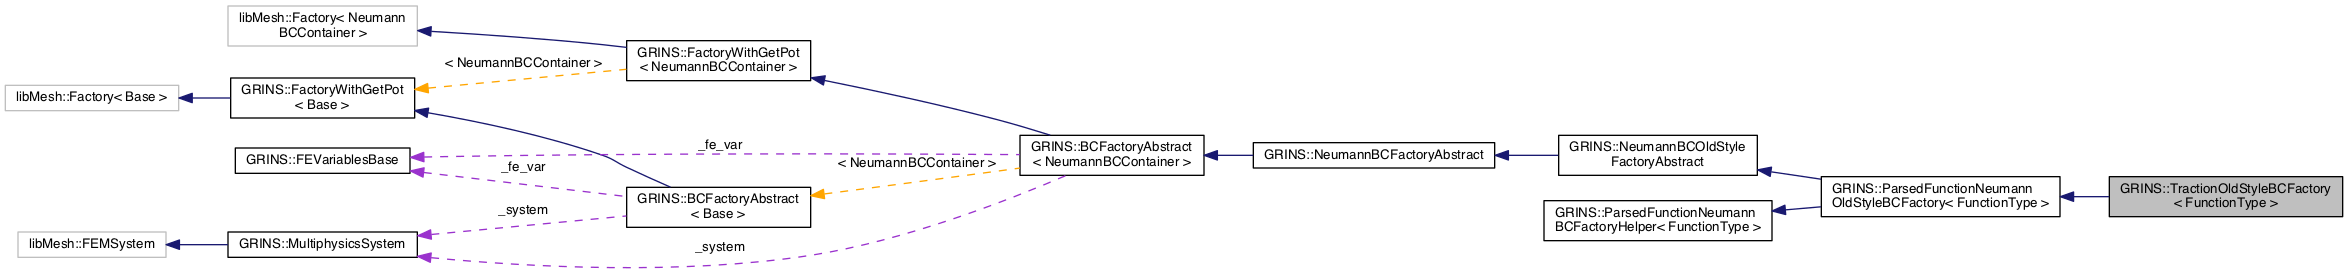 libMesh::Factory< Neumann
BCContainer >
GRINS::FactoryWithGetPot
< NeumannBCContainer >
< NeumannBCContainer >
libMesh::Factory< Base >
GRINS::FactoryWithGetPot
< Base >
_fe_var
GRINS::FEVariablesBase
_fe_var
< NeumannBCContainer >
GRINS::BCFactoryAbstract
< NeumannBCContainer >
GRINS::NeumannBCFactoryAbstract
GRINS::NeumannBCOldStyle
FactoryAbstract
GRINS::BCFactoryAbstract
< Base >
_system
GRINS::ParsedFunctionNeumann
OldStyleBCFactory< FunctionType >
GRINS::TractionOldStyleBCFactory
< FunctionType >
GRINS::ParsedFunctionNeumann
BCFactoryHelper< FunctionType >
libMesh::FEMSystem
GRINS::MultiphysicsSystem
_system